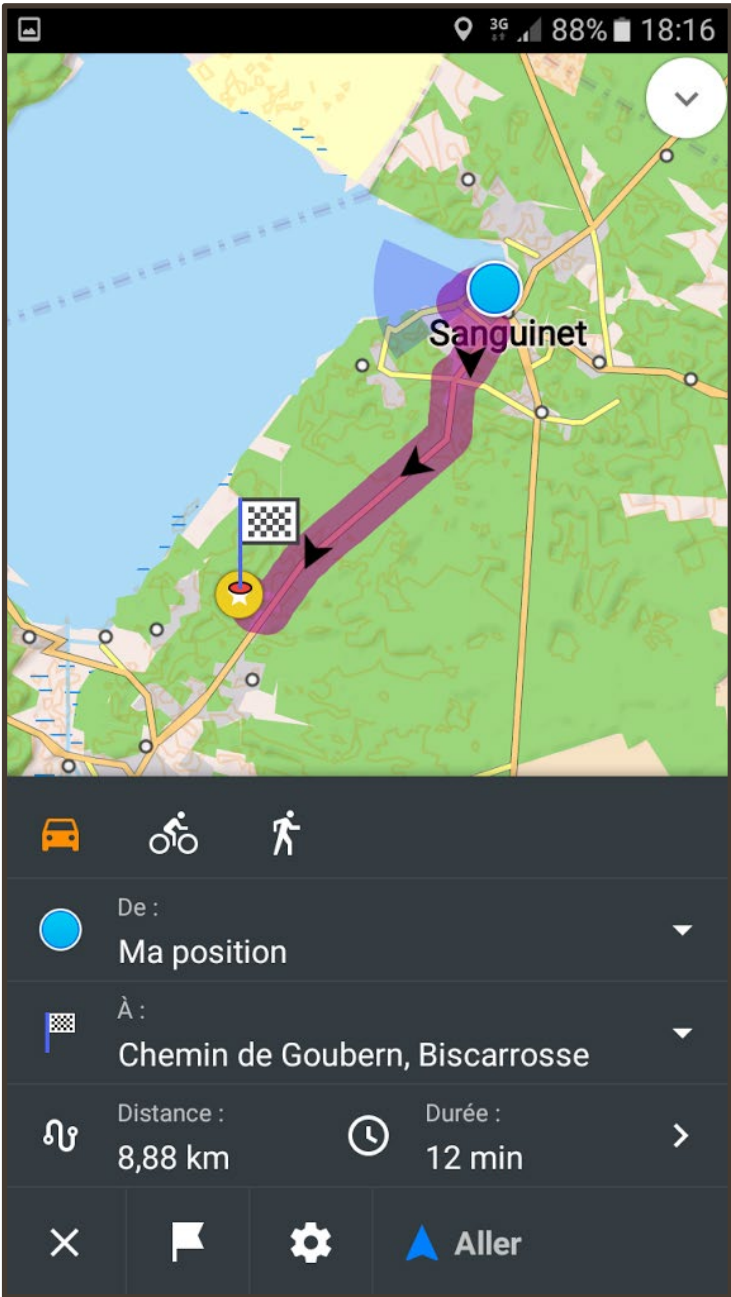 3G 88% 18:16
Sanguinet
De :
Ma position
À :
Chemin de Goubern, Biscarrosse
Distance : Durée :
8,88 km 12 min
Aller